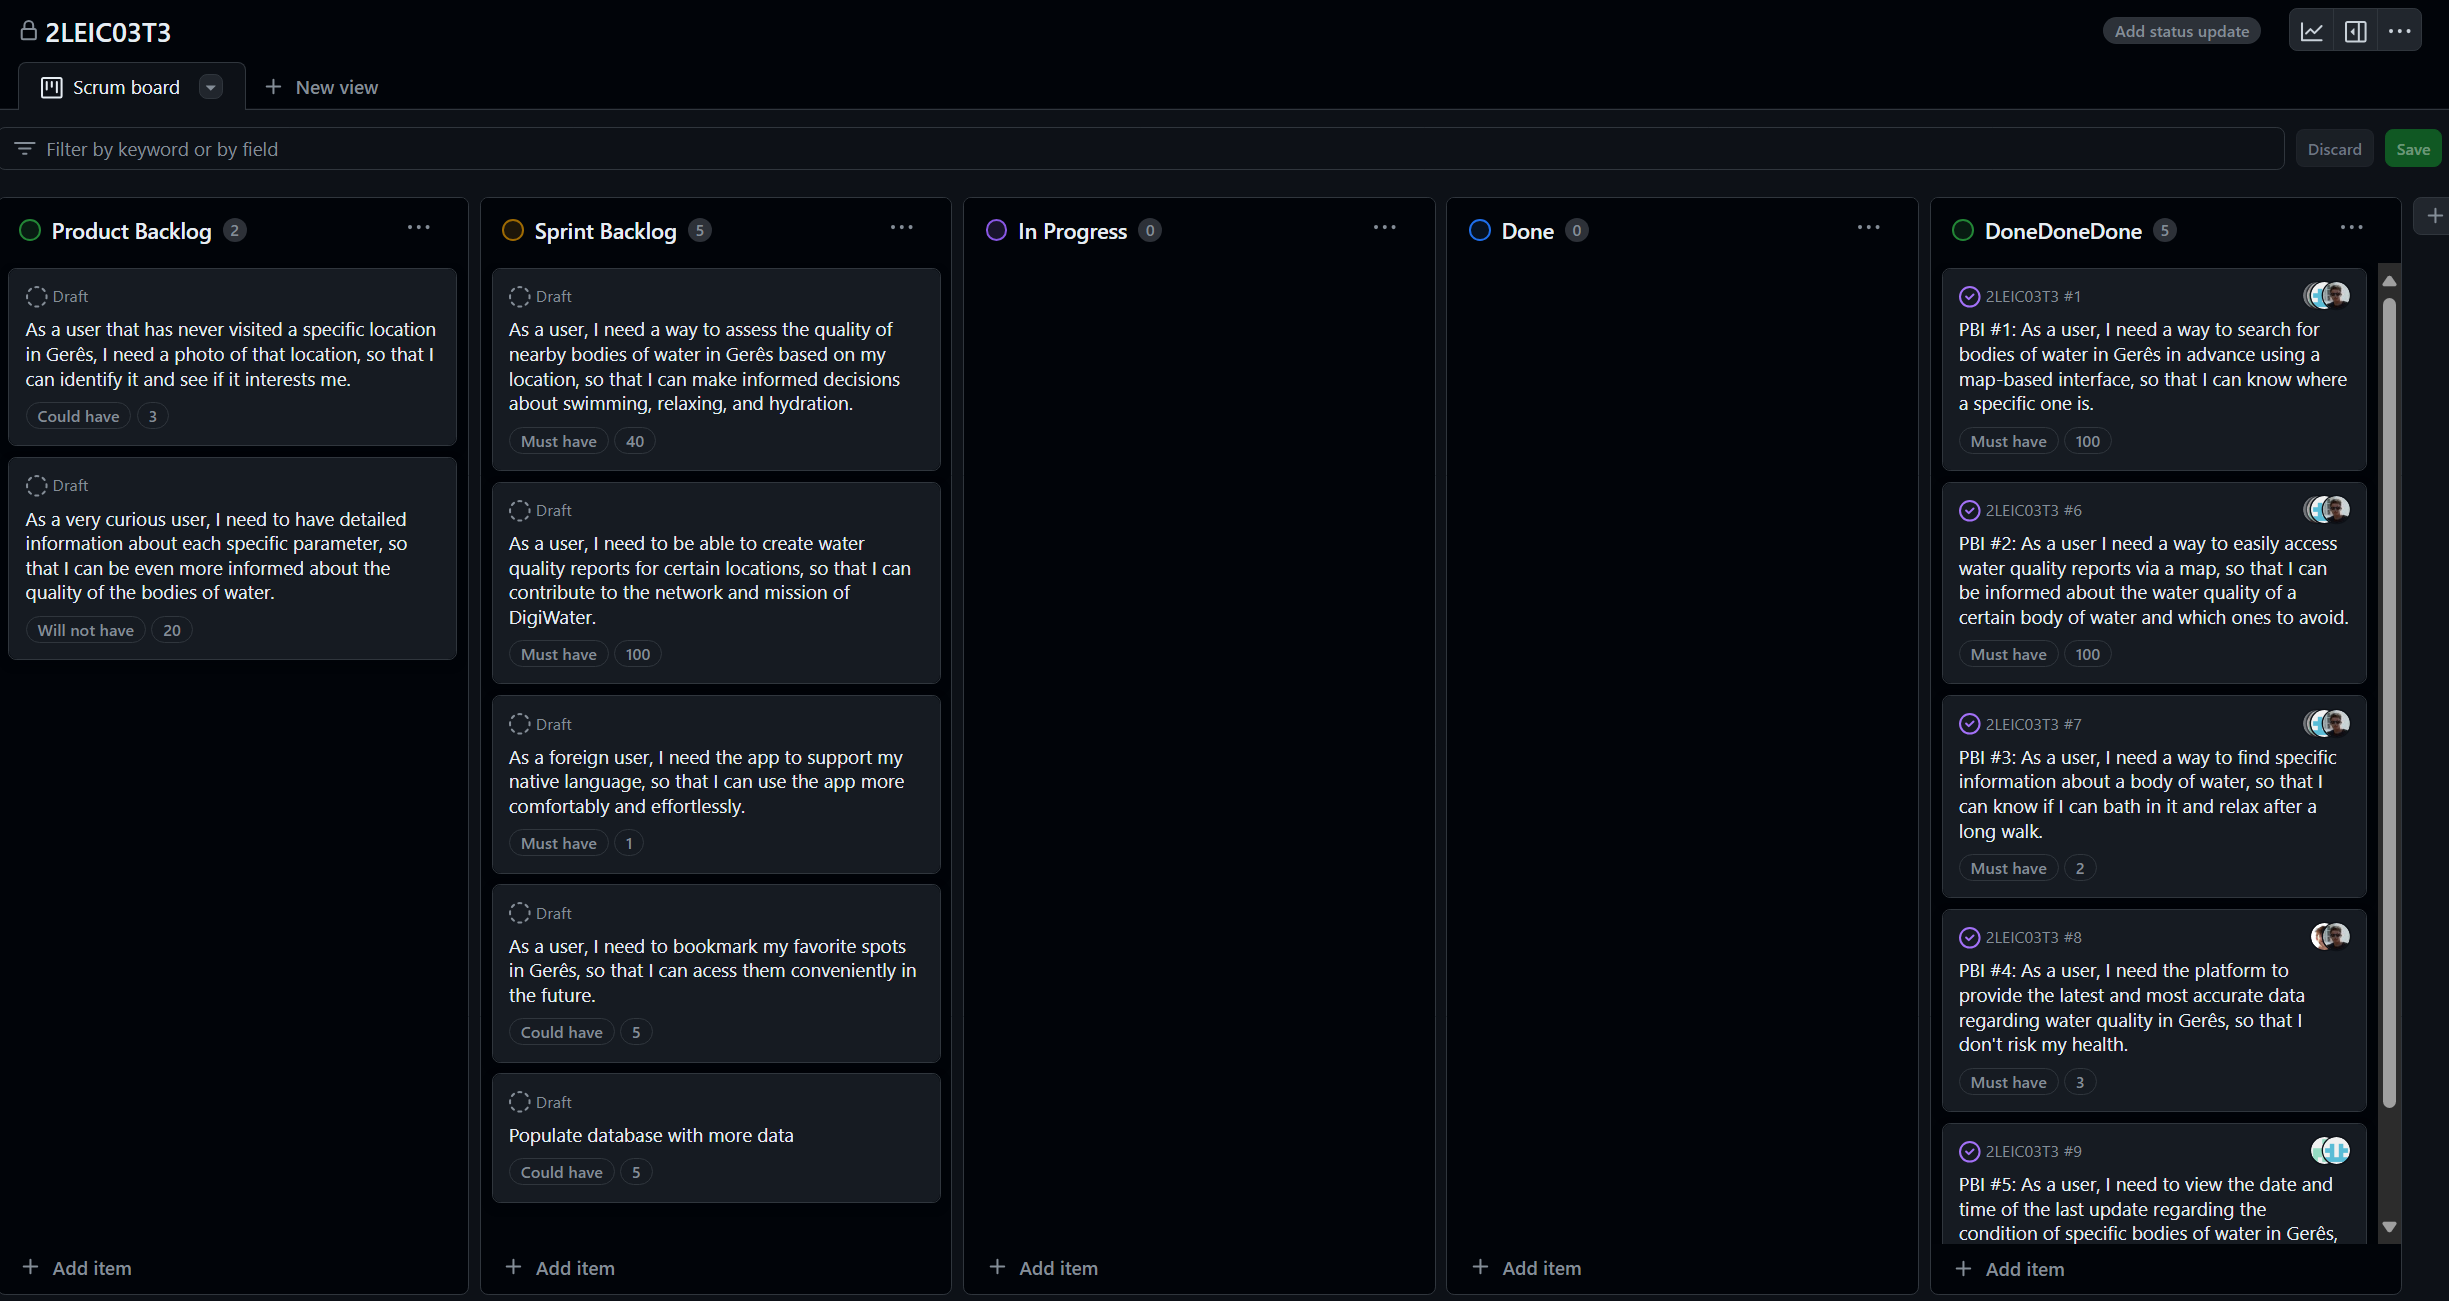 2LEIC03T3
Add status update
Scrum board
New view
Filter by keyword or by field
Discard
Save
Product Backlog 2
Draft
As a user that has never visited a specific location
in Gerês, I need a photo of that location, so that I
can identify it and see if it interests me.
Could have 3
Draft
As a very curious user, I need to have detailed
information about each specific parameter, so
that I can be even more informed about the
quality of the bodies of water.
Will not have 20
Add item
Sprint Backlog 5
Draft
As a user, I need a way to assess the quality of
nearby bodies of water in Gerês based on my
location, so that I can make informed decisions
about swimming, relaxing, and hydration.
Must have 40
Draft
As a user, I need to be able to create water
quality reports for certain locations, so that I can
contribute to the network and mission of
DigiWater.
Must have 100
Draft
As a foreign user, I need the app to support my
native language, so that I can use the app more
comfortably and effortlessly.
Must have 1
Draft
As a user, I need to bookmark my favorite spots
in Gerês, so that I can acess them conveniently in
the future.
Could have 5
Draft
Populate database with more data
Could have 5
Add item
In Progress 0
Add item
Done 0
Add item
DoneDoneDone 5
2LEIC03T3 #1
PBI #1: As a user, I need a way to search for
bodies of water in Gerês in advance using a
map-based interface, so that I can know where
a specific one is.
Must have 100
2LEIC03T3 #6
PBI #2: As a user I need a way to easily access
water quality reports via a map, so that I can
be informed about the water quality of a
certain body of water and which ones to avoid.
Must have 100
2LEIC03T3 #7
PBI #3: As a user, I need a way to find specific
information about a body of water, so that I
can know if I can bath in it and relax after a
long walk.
Must have 2
2LEIC03T3 #8
PBI #4: As a user, I need the platform to
provide the latest and most accurate data
regarding water quality in Gerês, so that I
don't risk my health.
Must have 3
2LEIC03T3 #9
PBI #5: As a user, I need to view the date and
time of the last update regarding the
condition of specific bodies of water in Gerês,
Add item